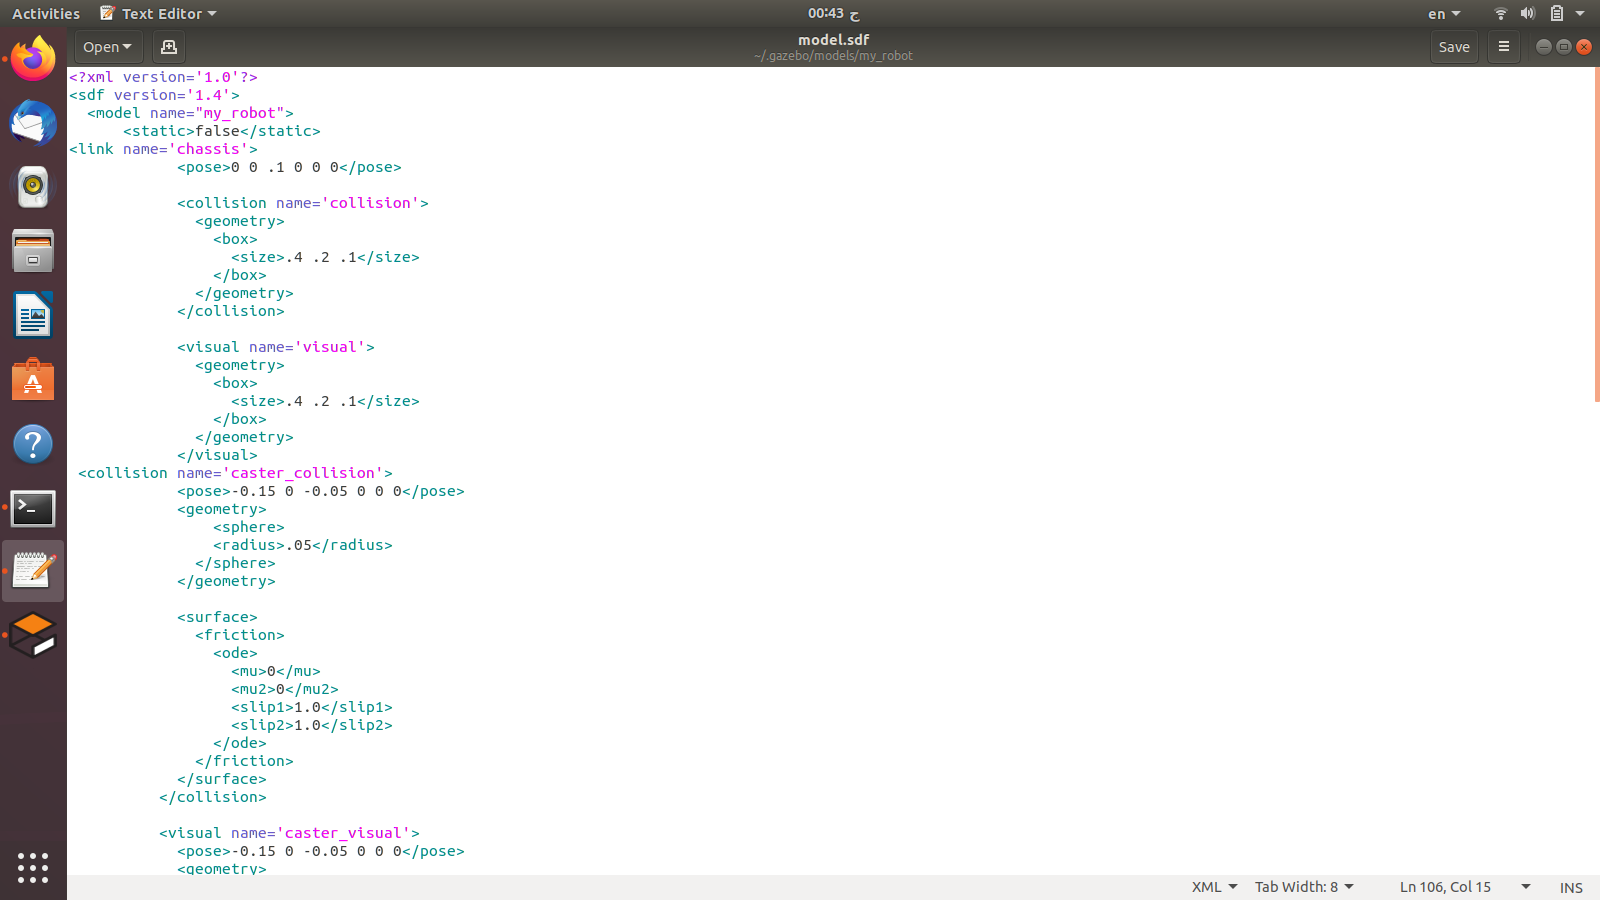 Activities Text Editor 00:43 ح en
Open model.sdf Save
~/.gazebo/models/my_robot
<?xml version='1.0'?>
<sdf version='1.4'>
<model name="my_robot">
<static>false</static>
<link name='chassis'>
<pose>0 0 .1 0 0 0</pose>
<collision name='collision'>
<geometry>
<box>
<size>.4 .2 .1</size>
</box>
</geometry>
</collision>
<visual name='visual'>
<geometry>
<box>
<size>.4 .2 .1</size>
</box>
</geometry>
</visual>
<collision name='caster_collision'>
<pose>-0.15 0 -0.05 0 0 0</pose>
<geometry>
<sphere>
<radius>.05</radius>
</sphere>
</geometry>
<surface>
<friction>
<ode>
<mu>0</mu>
<mu2>0</mu2>
<slip1>1.0</slip1>
<slip2>1.0</slip2>
</ode>
</friction>
</surface>
</collision>
<visual name='caster_visual'>
<pose>-0.15 0 -0.05 0 0 0</pose>
<geometry>
XML Tab Width: 8 Ln 106, Col 15 INS